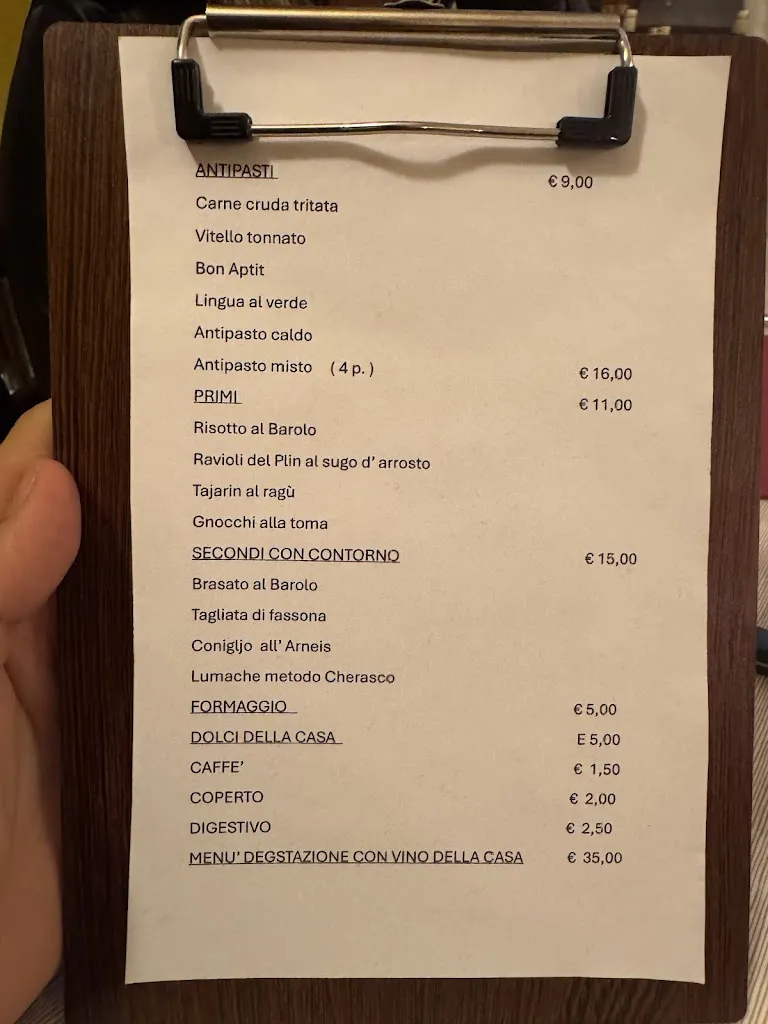 ANTIPASTI € 9,00
Carne cruda tritata
Vitello tonnato
Bon Aptit
Lingua al verde
Antipasto caldo
Antipasto misto ( 4 p. ) € 16,00
PRIMI € 11,00
Risotto al Barolo
Ravioli del Plin al sugo d' arrosto
Tajarin al ragù
Gnocchi alla toma
SECONDI CON CONTORNO € 15,00
Brasato al Barolo
Tagliata di fassona
Corigljo all' Arneis
Lumache metodo Cherasco
FORMAGGIO € 5,00
DOLCI DELLA CASA E 5,00
CAFFE' € 1,50
COPERTO € 2,00
DIGESTIVO € 2,50
MENU' DEGSTAZIONE CON VINO DELLA CASA € 35,00